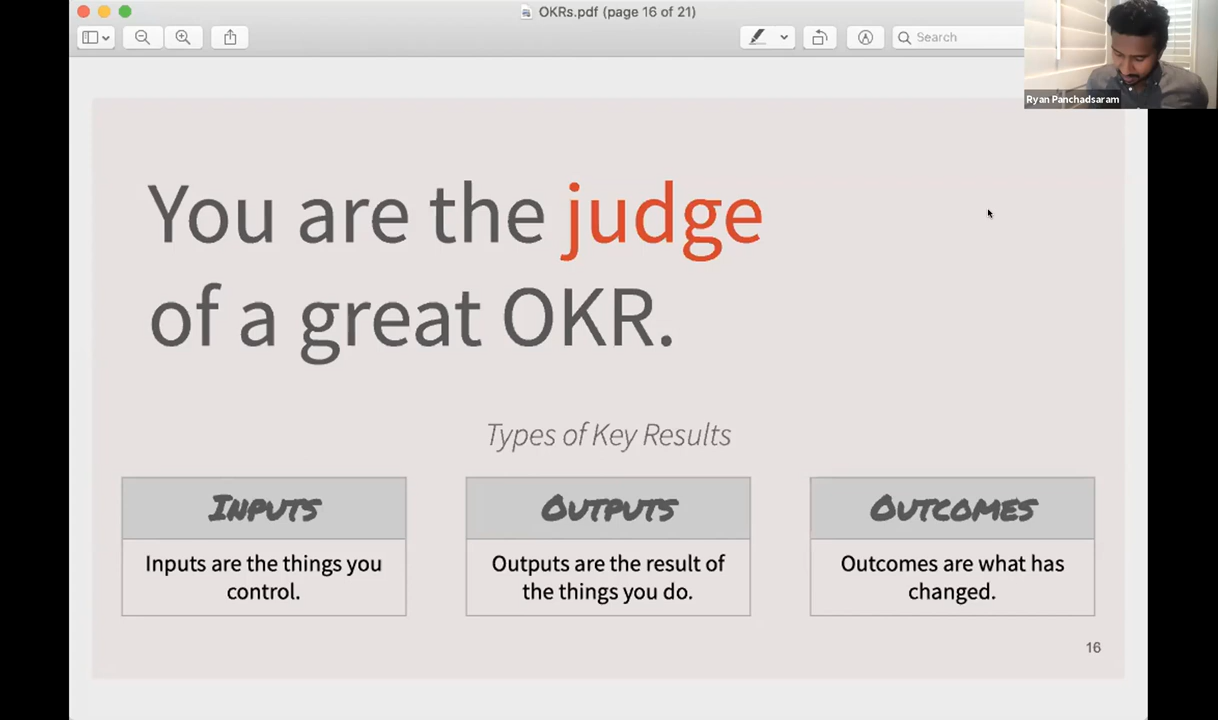 OKRs.pdf (page 16 of 21)
Search
Ryan Panchadsaram
You are the judge
of a great OKR.
Types of Key Results
INPUTS
Inputs are the things you
control.
OUTPUTS
Outputs are the result of
the things you do.
OUTCOMES
Outcomes are what has
changed.
16